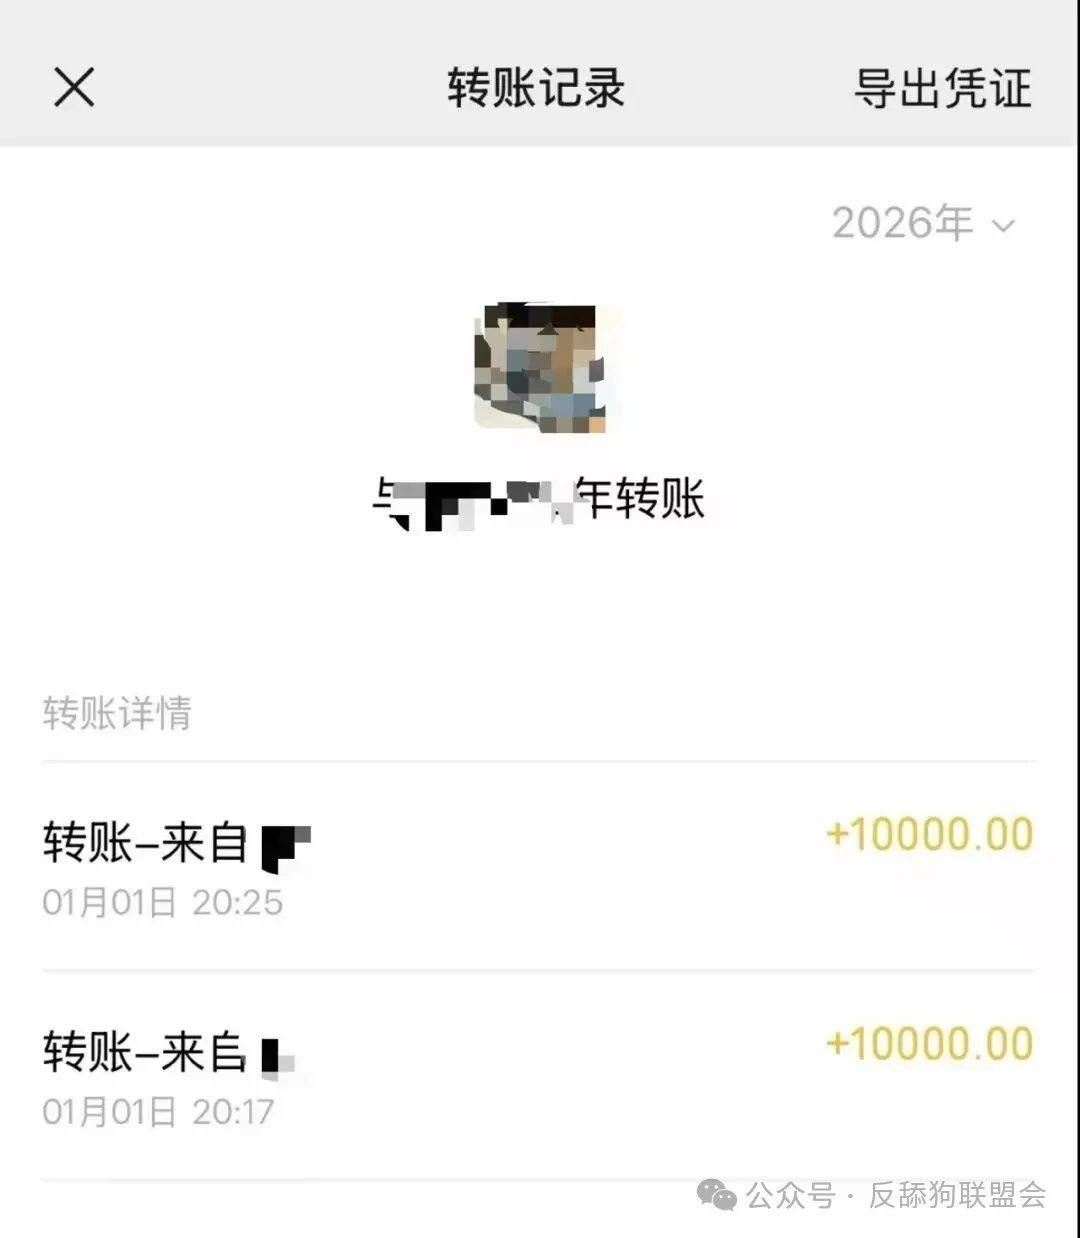 转账记录
导出凭证
2026年
年转账
转账详情
转账-来自
+10000.00
01月01日 20:25
转账-来自
+10000.00
01月01日 20:17
公众号 · 反舔狗联盟会